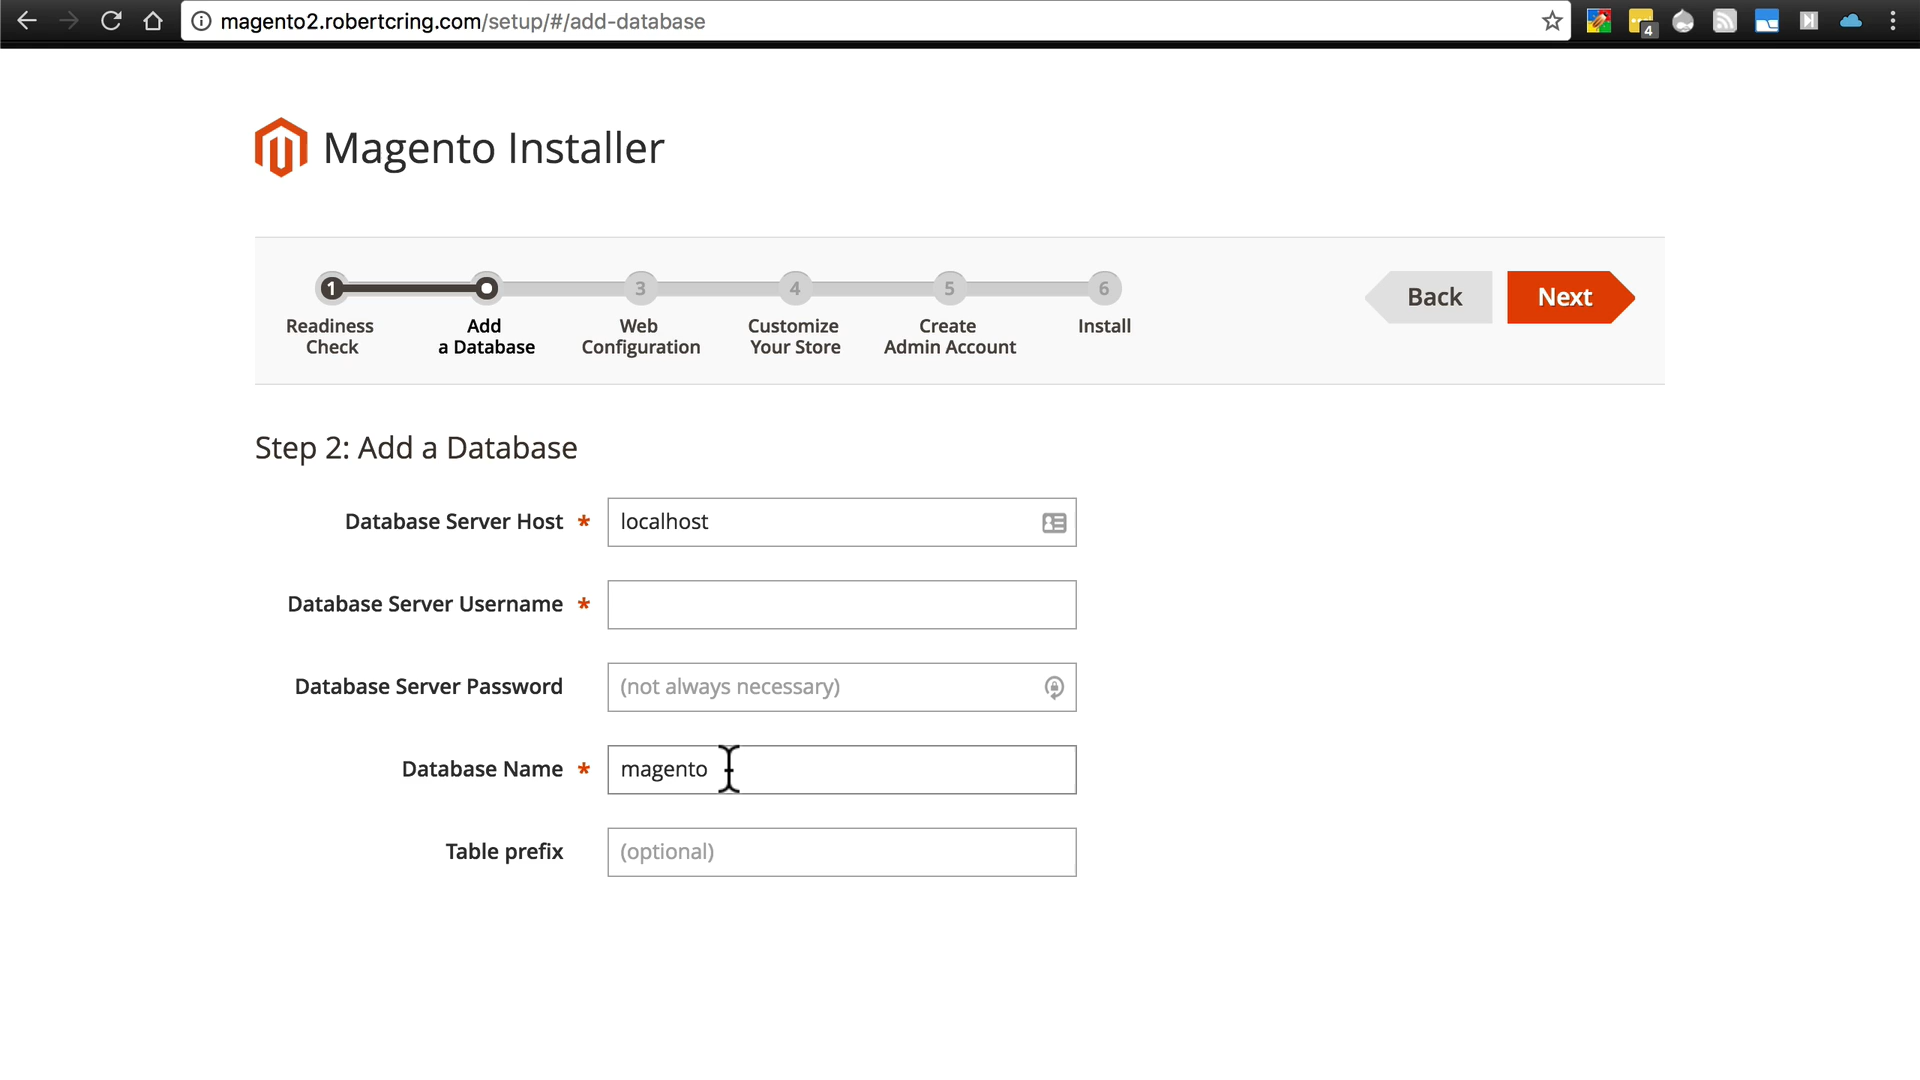 magento2.robertcring.com/setup/#/add-database
4
Magento Installer
1 3 4 5 6
Readiness Check
Add a Database
Web Configuration
Customize Your Store
Create Admin Account
Install
Back
Next
Step 2: Add a Database
Database Server Host * localhost
Database Server Username *
Database Server Password (not always necessary)
Database Name * magento
Table prefix (optional)